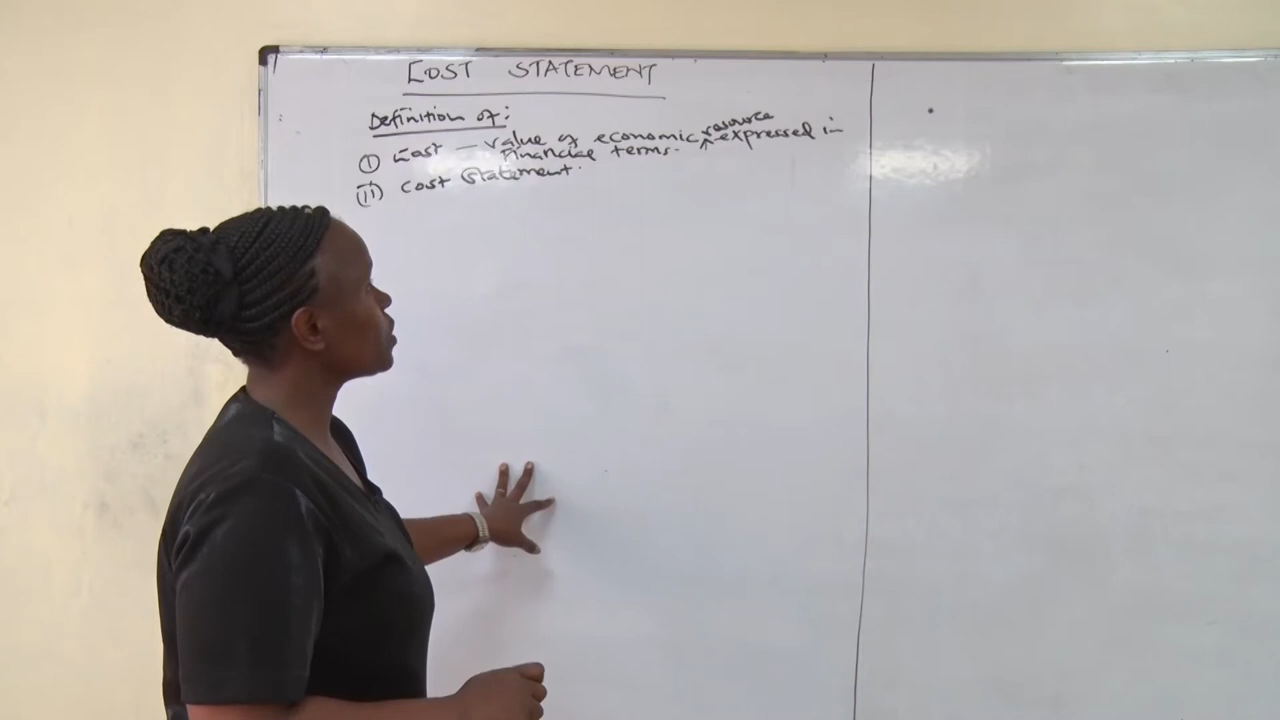 COST STATEMENT
Definition of:
(i) Cost — value of economic ^ resource expressed in
Financial terms.
(ii) Cost Statement.